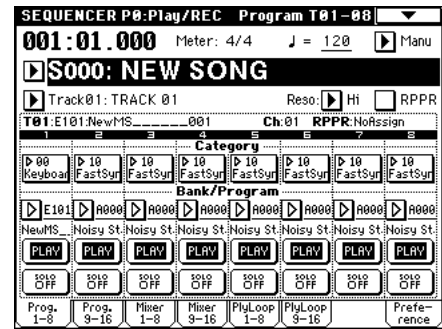 SEQUENCER P0:Play/REC Program T01-08
001:01.000 Meter: 4/4 ♩ = 120 Manu
S000: NEW SONG
Track01: TRACK 01 Reso: Hi RPPR
T01:E101:NewMS______001 Ch:01 RPPR:NoAssign
1 2 3 4 5 6 7 8
Category
00 10 10 10 10 10 10 10
Keyboar FastSyn FastSyn FastSyn FastSyn FastSyn FastSyn FastSyn
Bank/Program
E101 A000 A000 A000 A000 A000 A000 A000
NewMS_ Noisy St Noisy St Noisy St Noisy St Noisy St Noisy St Noisy St
PLAY PLAY PLAY PLAY PLAY PLAY PLAY PLAY
SOLO SOLO SOLO SOLO SOLO SOLO SOLO SOLO
OFF OFF OFF OFF OFF OFF OFF OFF
Prog. Prog. Mixer Mixer PlyLoop PlyLoop Prefe-
1-8 9-16 1-8 9-16 1-8 9-16 rence